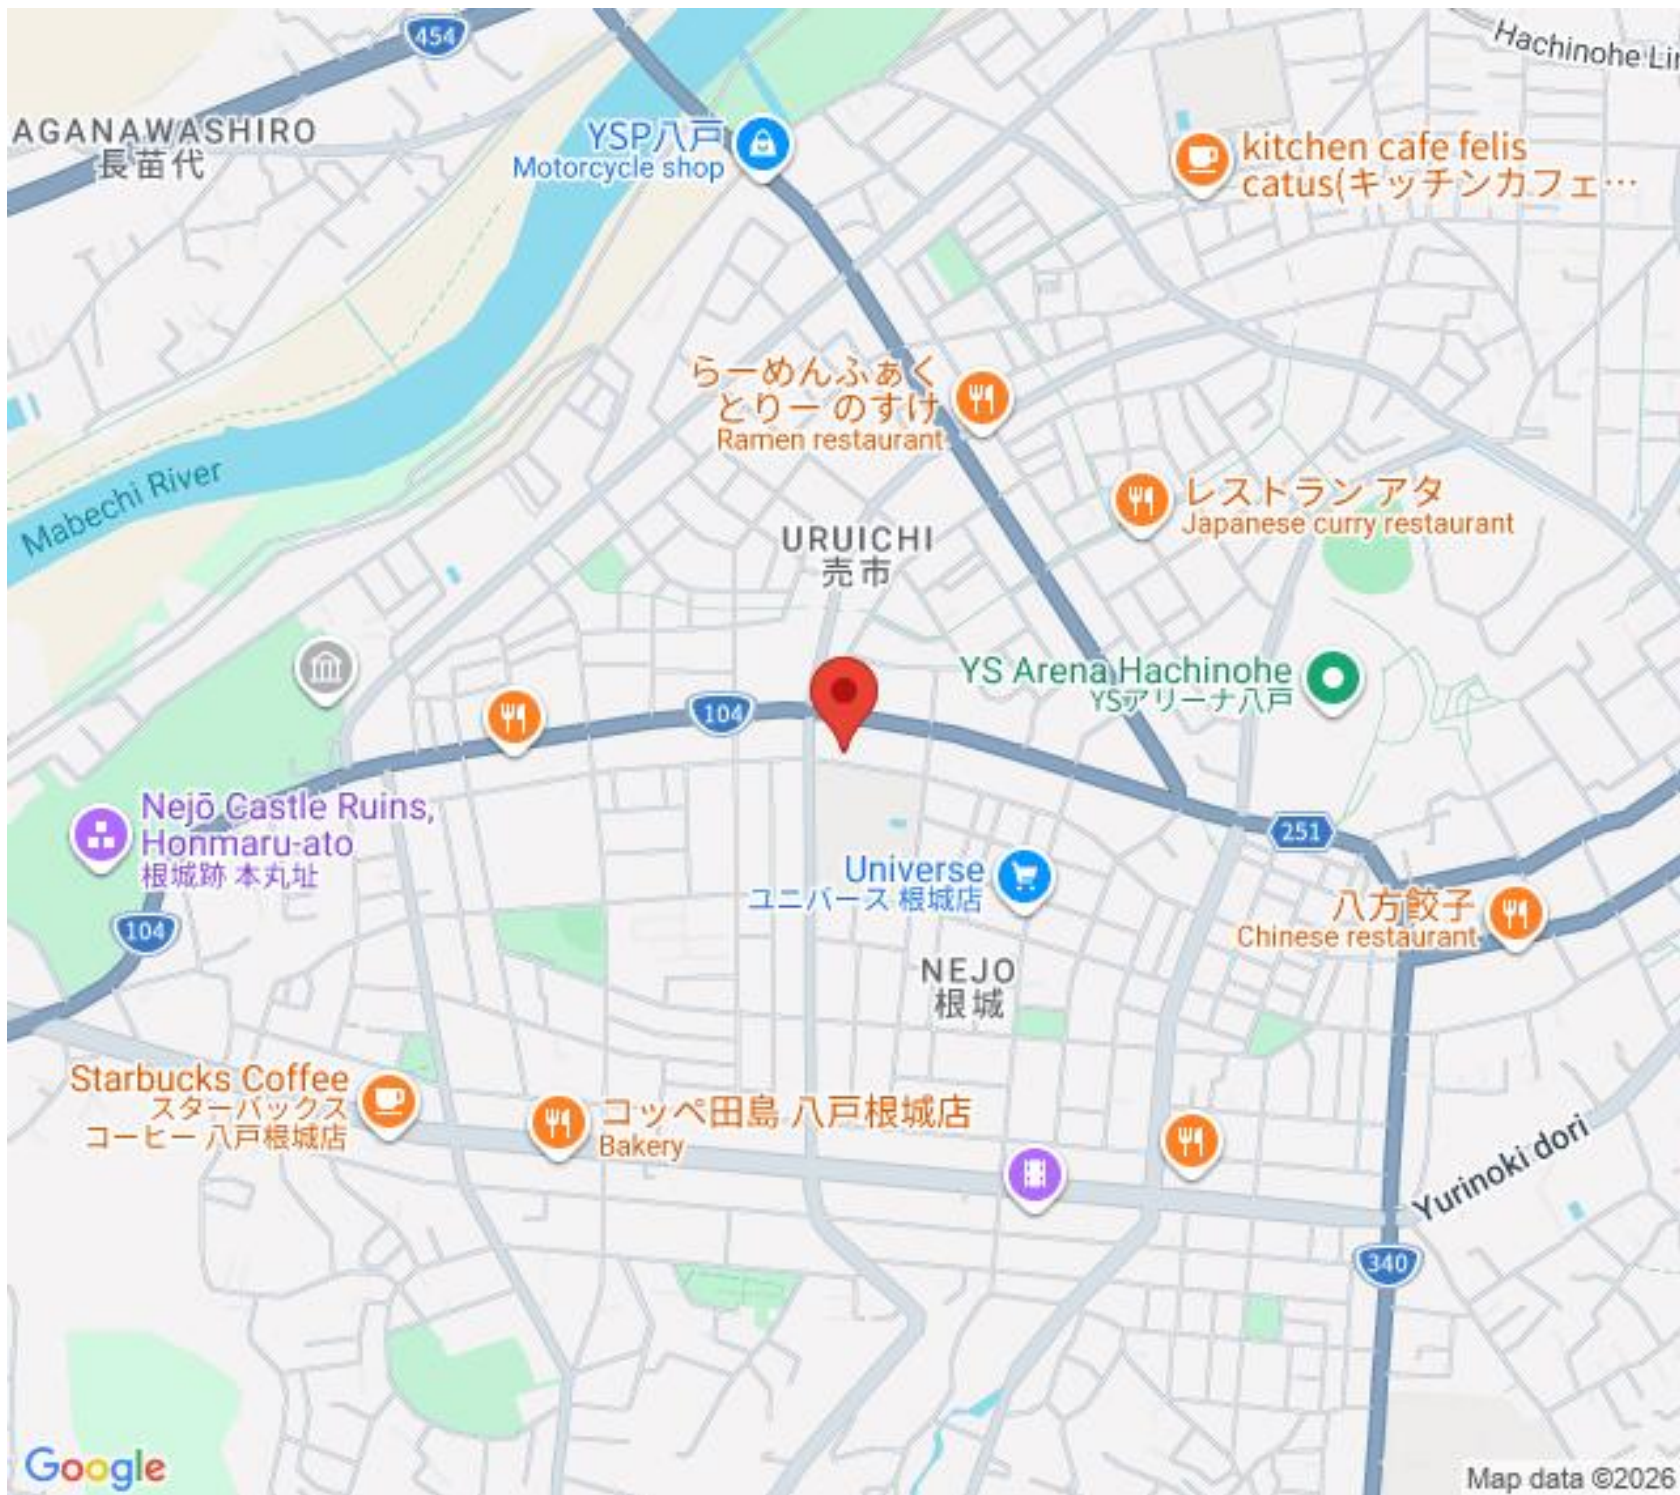 454
Hachinohe Lin
AGANAWASHIRO
長苗代
YSP八戸
Motorcycle shop
kitchen cafe felis
catus(キッチンカフェ…
らーめんふぁく
とりー のすけ
Ramen restaurant
Mabechi River
レストラン アタ
Japanese curry restaurant
URUICHI
売市
YS Arena Hachinohe
YSアリーナ八戸
104
Nejō Castle Ruins,
Honmaru-ato
根城跡 本丸址
251
Universe
ユニバース 根城店
八方餃子
Chinese restaurant
104
NEJO
根城
Starbucks Coffee
スターバックス
コーヒー 八戸根城店
コッペ田島 八戸根城店
Bakery
Yurinoki dori
340
Google
Map data ©2026